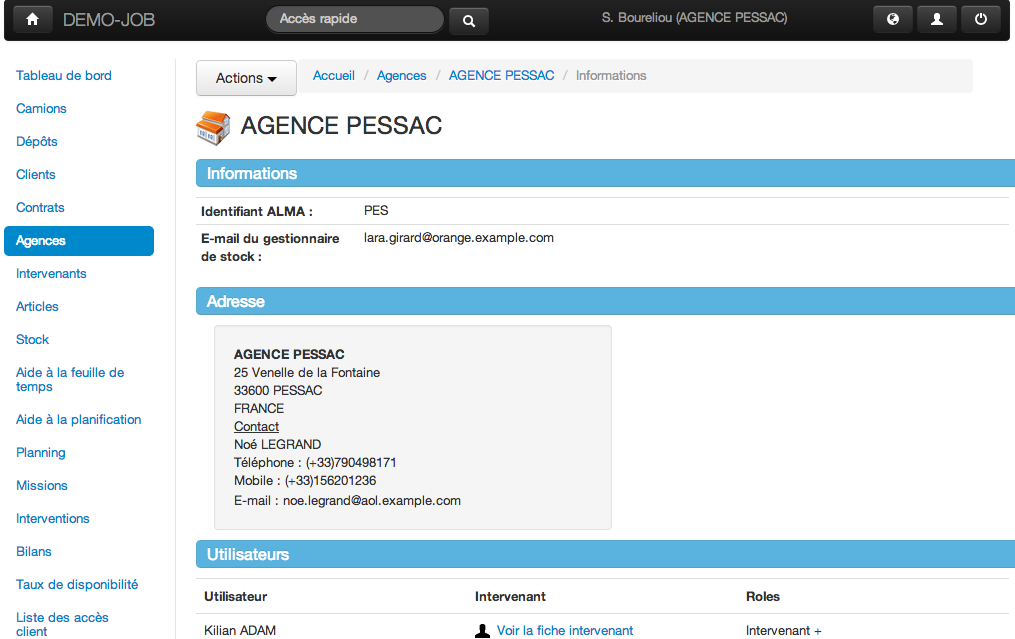 DEMO-JOB
Accès rapide
S. Boureliou (AGENCE PESSAC)
Tableau de bord
Camions
Dépôts
Clients
Contrats
Agences
Intervenants
Articles
Stock
Aide à la feuille de
temps
Aide à la planification
Planning
Missions
Interventions
Bilans
Taux de disponibilité
Liste des accès
client
Actions
Accueil / Agences / AGENCE PESSAC / Informations
AGENCE PESSAC
Informations
Identifiant ALMA : PES
E-mail du gestionnaire lara.girard@orange.example.com
de stock :
Adresse
AGENCE PESSAC
25 Venelle de la Fontaine
33600 PESSAC
FRANCE
Contact
Noé LEGRAND
Téléphone : (+33)790498171
Mobile : (+33)156201236
E-mail : noe.legrand@aol.example.com
Utilisateurs
Utilisateur Intervenant Roles
Kilian ADAM Voir la fiche intervenant Intervenant +